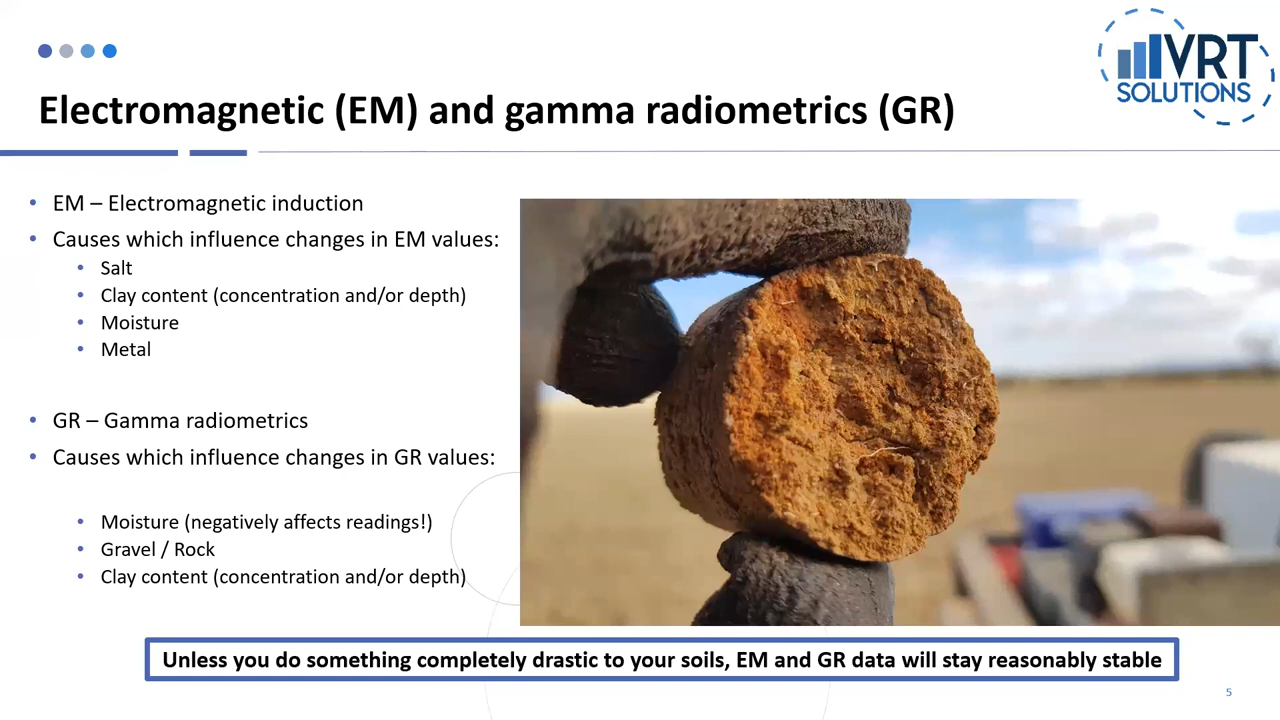 VRT
SOLUTIONS
Electromagnetic (EM) and gamma radiometrics (GR)
• EM – Electromagnetic induction
• Causes which influence changes in EM values:
• Salt
• Clay content (concentration and/or depth)
• Moisture
• Metal
• GR – Gamma radiometrics
• Causes which influence changes in GR values:
• Moisture (negatively affects readings!)
• Gravel / Rock
• Clay content (concentration and/or depth)
Unless you do something completely drastic to your soils, EM and GR data will stay reasonably stable
5